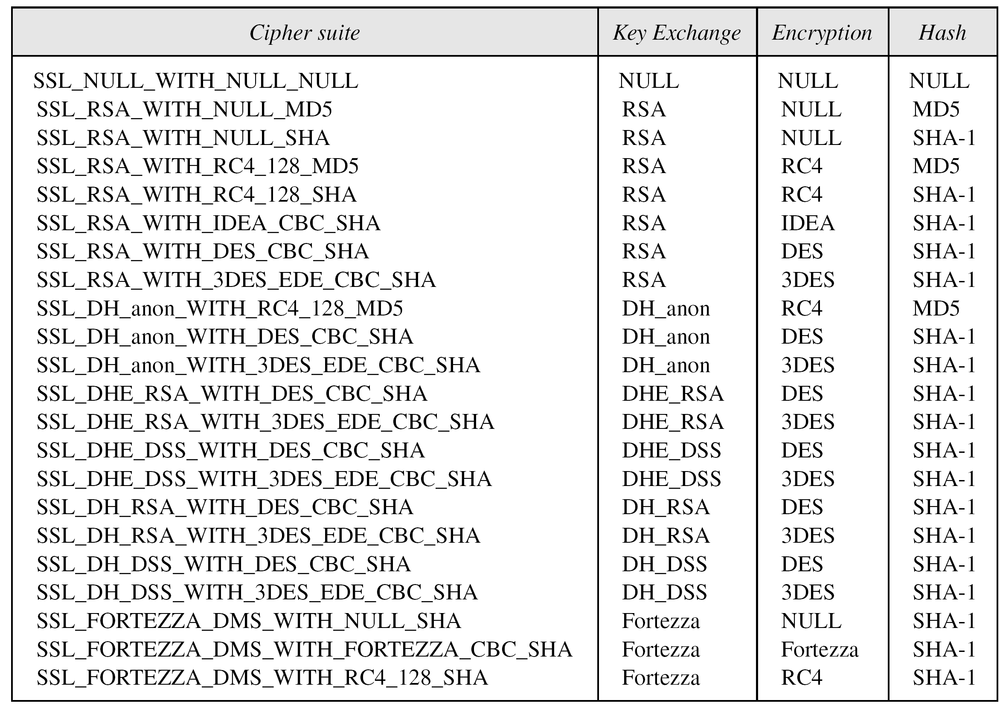 Cipher suite Key Exchange Encryption Hash
SSL_NULL_WITH_NULL_NULL NULL NULL NULL
SSL_RSA_WITH_NULL_MD5 RSA NULL MD5
SSL_RSA_WITH_NULL_SHA RSA NULL SHA-1
SSL_RSA_WITH_RC4_128_MD5 RSA RC4 MD5
SSL_RSA_WITH_RC4_128_SHA RSA RC4 SHA-1
SSL_RSA_WITH_IDEA_CBC_SHA RSA IDEA SHA-1
SSL_RSA_WITH_DES_CBC_SHA RSA DES SHA-1
SSL_RSA_WITH_3DES_EDE_CBC_SHA RSA 3DES SHA-1
SSL_DH_anon_WITH_RC4_128_MD5 DH_anon RC4 MD5
SSL_DH_anon_WITH_DES_CBC_SHA DH_anon DES SHA-1
SSL_DH_anon_WITH_3DES_EDE_CBC_SHA DH_anon 3DES SHA-1
SSL_DHE_RSA_WITH_DES_CBC_SHA DHE_RSA DES SHA-1
SSL_DHE_RSA_WITH_3DES_EDE_CBC_SHA DHE_RSA 3DES SHA-1
SSL_DHE_DSS_WITH_DES_CBC_SHA DHE_DSS DES SHA-1
SSL_DHE_DSS_WITH_3DES_EDE_CBC_SHA DHE_DSS 3DES SHA-1
SSL_DH_RSA_WITH_DES_CBC_SHA DH_RSA DES SHA-1
SSL_DH_RSA_WITH_3DES_EDE_CBC_SHA DH_RSA 3DES SHA-1
SSL_DH_DSS_WITH_DES_CBC_SHA DH_DSS DES SHA-1
SSL_DH_DSS_WITH_3DES_EDE_CBC_SHA DH_DSS 3DES SHA-1
SSL_FORTEZZA_DMS_WITH_NULL_SHA Fortezza NULL SHA-1
SSL_FORTEZZA_DMS_WITH_FORTEZZA_CBC_SHA Fortezza Fortezza SHA-1
SSL_FORTEZZA_DMS_WITH_RC4_128_SHA Fortezza RC4 SHA-1